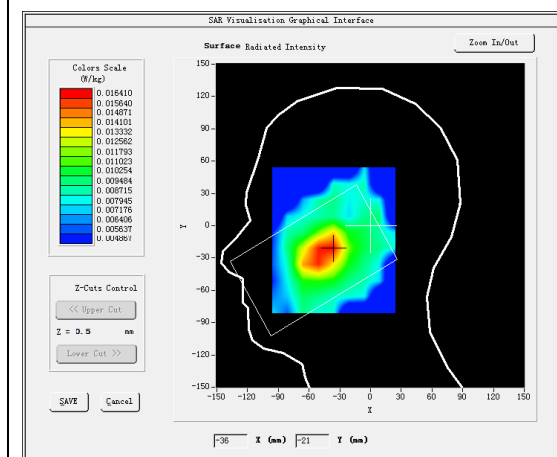 SAR Visualisation Graphical Interface
Surface Radiated Intensity
Zoom In/Out
Colors Scale
(W/kg)
0.016410
0.015640
0.014871
0.014101
0.013332
0.012562
0.011793
0.011023
0.010254
0.009484
0.008715
0.007945
0.007176
0.006406
0.005637
0.004867
Z-Cuts Control
<< Upper Cut
Z = 0.5 mm
Lower Cut >>
SAVE Cancel
150
120
90
60
30
0
-30
-60
-90
-120
-150
Y
-150 -120 -90 -60 -30 0 30 60 90 120 150
X
-36 X (mm) -21 Y (mm)